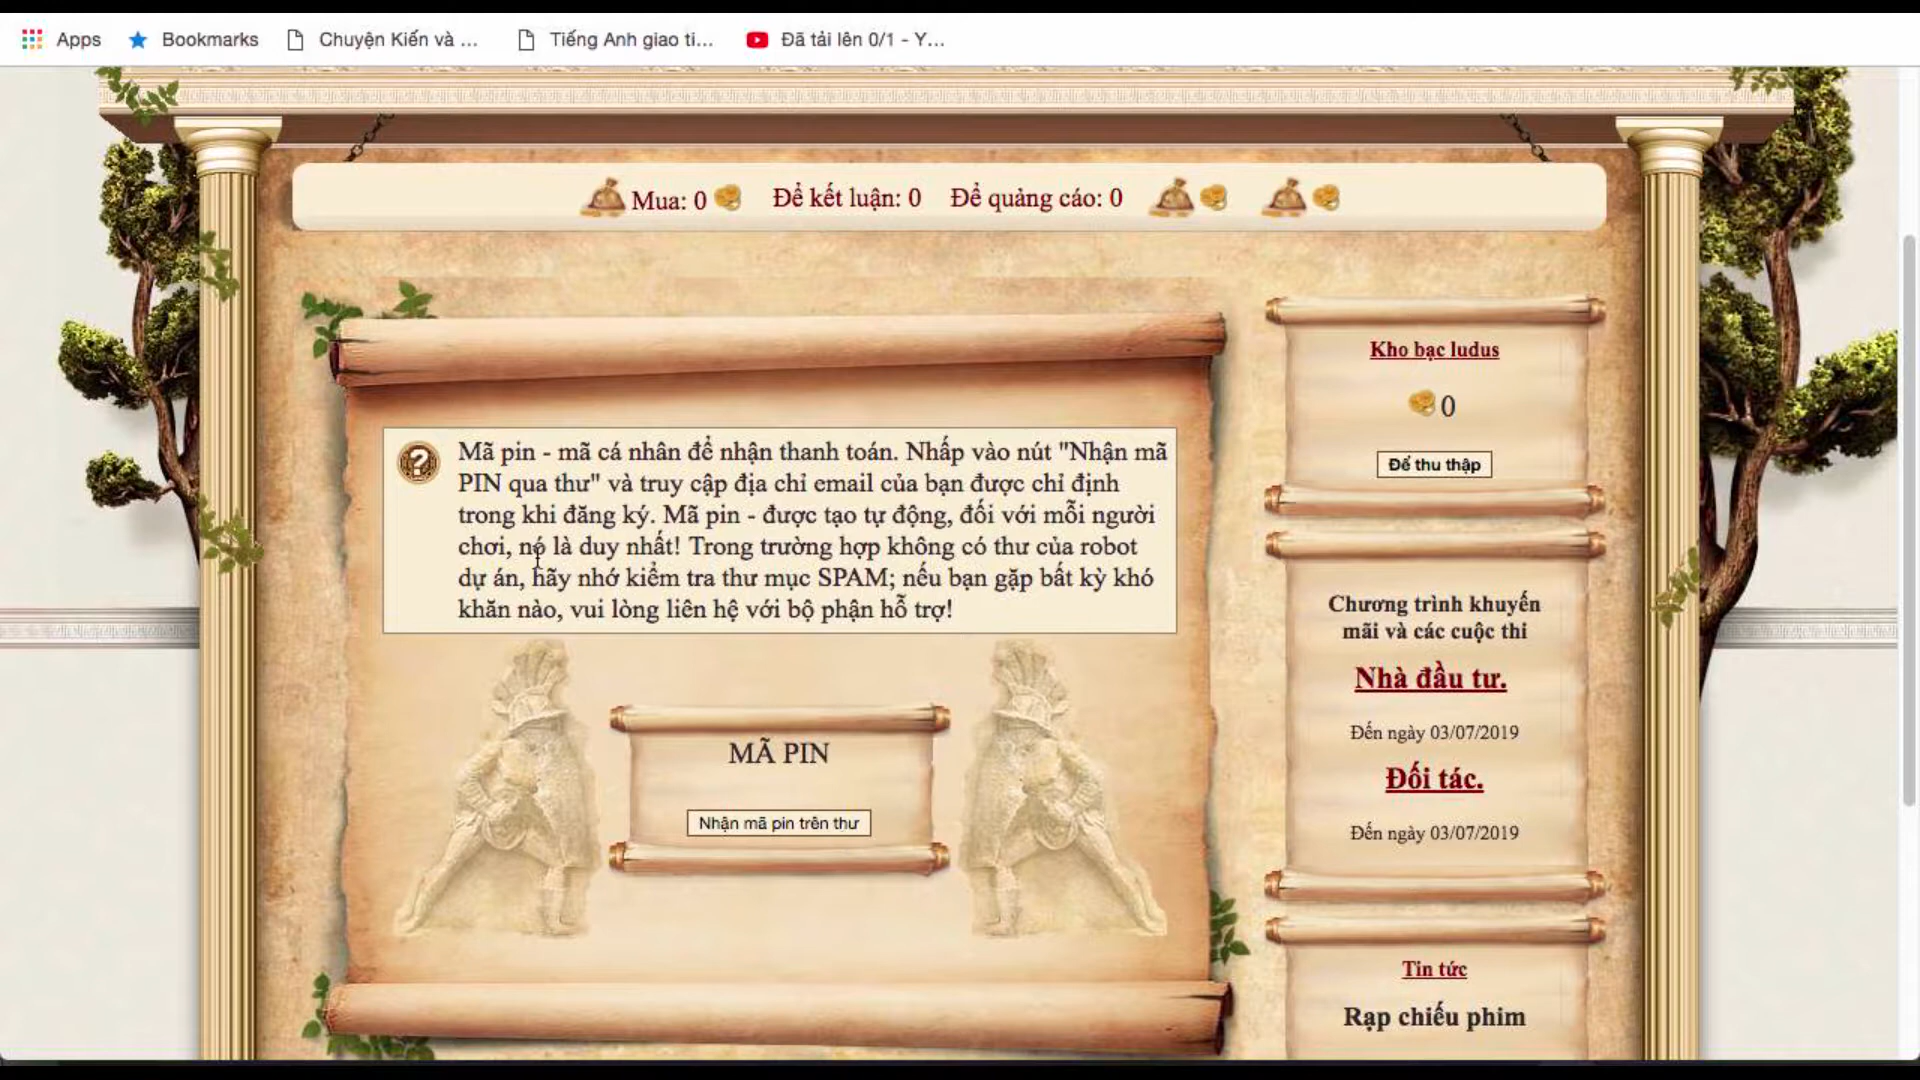 Apps Bookmarks Chuyện Kiến và ... Tiếng Anh giao ti... Đã tải lên 0/1 - Y...
Mua: 0 Để kết luận: 0 Để quảng cáo: 0
Mã pin - mã cá nhân để nhận thanh toán. Nhấp vào nút "Nhận mã
PIN qua thư" và truy cập địa chỉ email của bạn được chỉ định
trong khi đăng ký. Mã pin - được tạo tự động, đối với mỗi người
chơi, nó là duy nhất! Trong trường hợp không có thư của robot
dự án, hãy nhớ kiểm tra thư mục SPAM; nếu bạn gặp bất kỳ khó
khăn nào, vui lòng liên hệ với bộ phận hỗ trợ!
MÃ PIN
Nhận mã pin trên thư
Kho bạc ludus
0
Để thu thập
Chương trình khuyến
mãi và các cuộc thi
Nhà đầu tư.
Đến ngày 03/07/2019
Đối tác.
Đến ngày 03/07/2019
Tin tức
Rạp chiếu phim